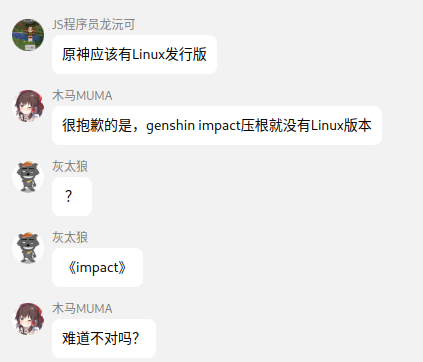 JS程序员龙沅可
原神应该有Linux发行版
木马MUMA
很抱歉的是，genshin impact压根就没有Linux版本
灰太狼
？
灰太狼
《impact》
木马MUMA
难道不对吗？